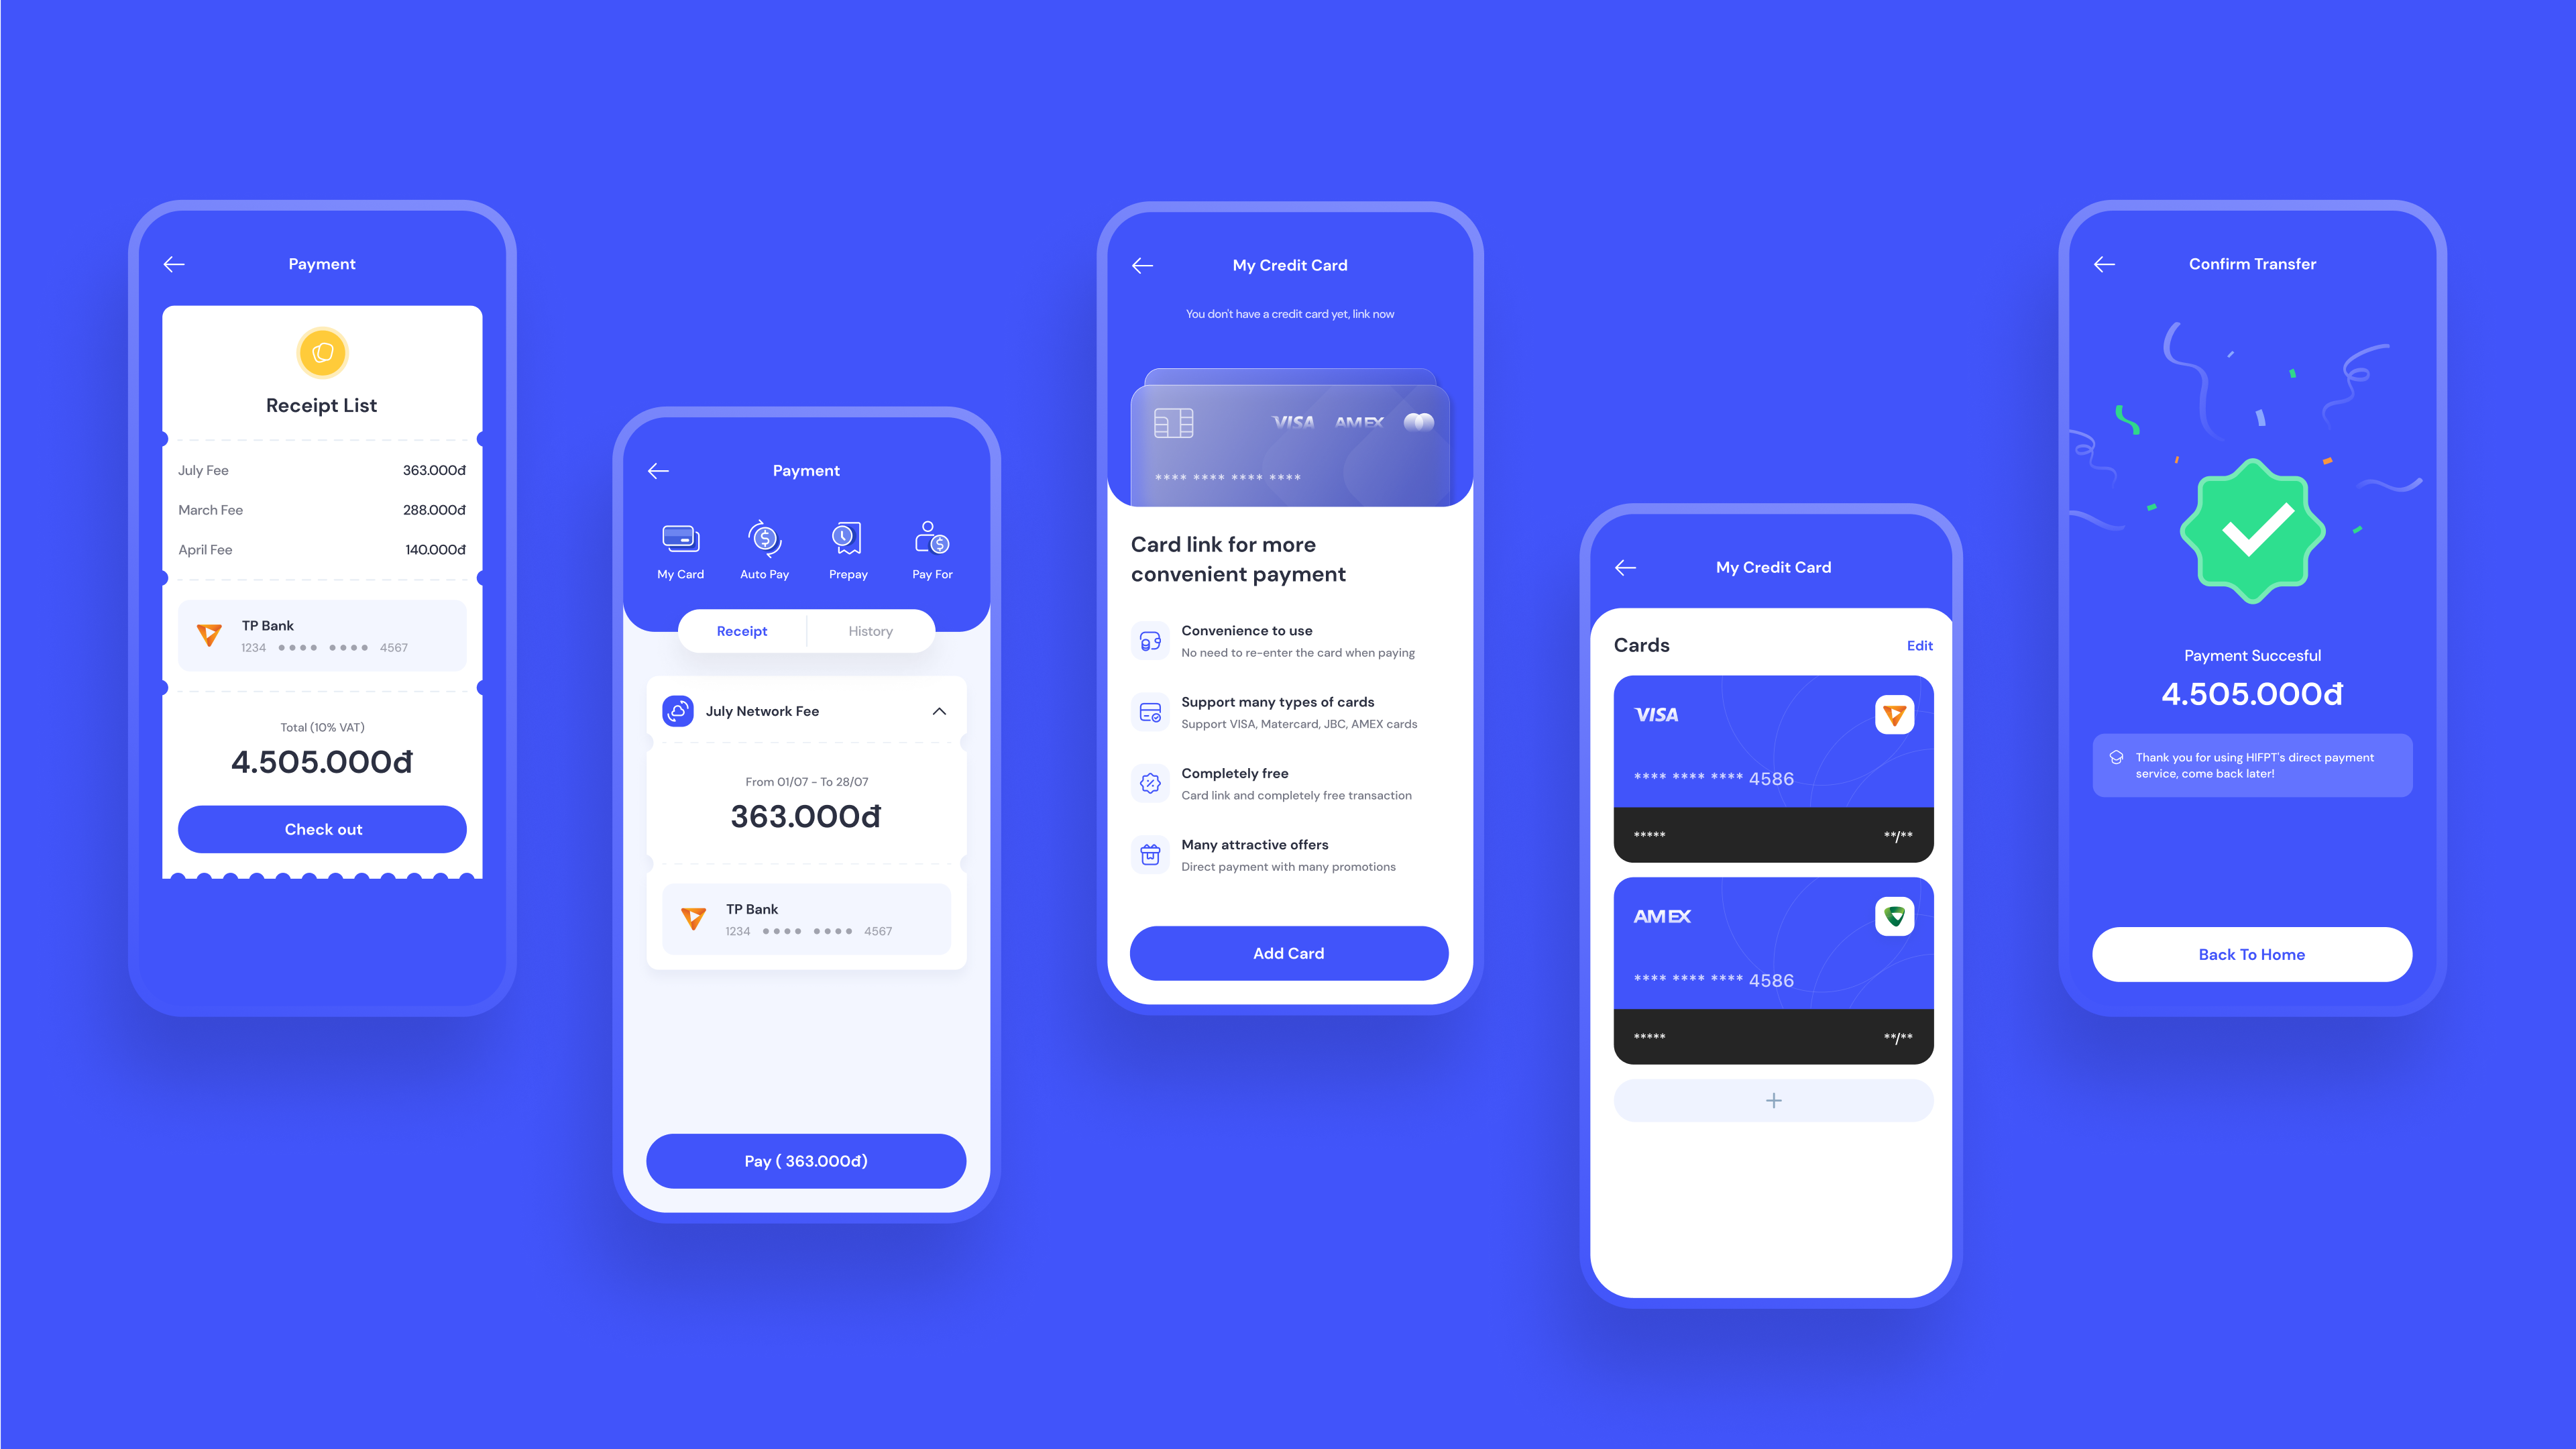 Payment
Receipt List
July Fee 363.000đ
March Fee 288.000đ
April Fee 140.000đ
TP Bank
1234 •••• •••• 4567
Total (10% VAT)
4.505.000đ
Check out
Payment
My Card Auto Pay Prepay Pay For
Receipt History
July Network Fee
From 01/07 - To 28/07
363.000đ
TP Bank
1234 •••• •••• 4567
Pay ( 363.000đ)
My Credit Card
You don't have a credit card yet, link now
VISA AMEX
**** **** **** ****
Card link for more
convenient payment
Convenience to use
No need to re-enter the card when paying
Support many types of cards
Support VISA, Matercard, JBC, AMEX cards
Completely free
Card link and completely free transaction
Many attractive offers
Direct payment with many promotions
Add Card
My Credit Card
Cards Edit
VISA
**** **** **** 4586
***** **/**
AMEX
**** **** **** 4586
***** **/**
Confirm Transfer
Payment Succesful
4.505.000đ
Thank you for using HIFPT's direct payment
service, come back later!
Back To Home